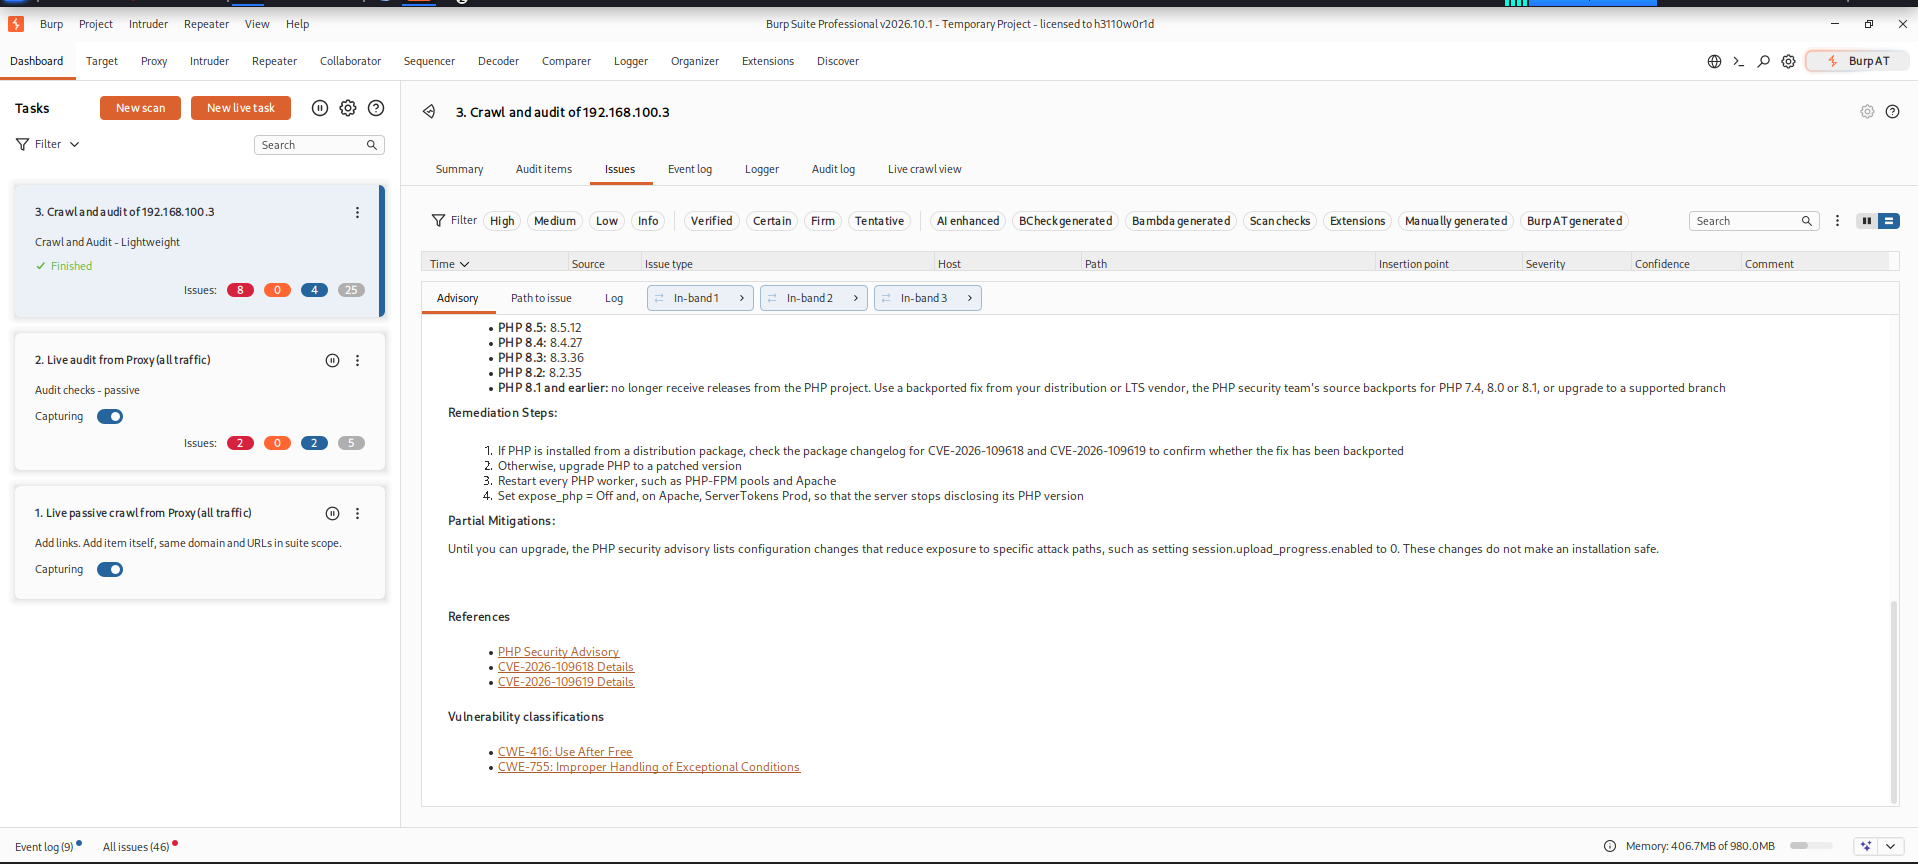 Burp Project Intruder Repeater View Help
Burp Suite Professional v2026.10.1 - Temporary Project - licensed to h3110w0r1d
Dashboard Target Proxy Intruder Repeater Collaborator Sequencer Decoder Comparer Logger Organizer Extensions Discover
Burp AT
Tasks
New scan
New live task
Filter
Search
3. Crawl and audit of 192.168.100.3
Crawl and Audit - Lightweight
Finished
Issues: 8 0 4 25
2. Live audit from Proxy (all traffic)
Audit checks - passive
Capturing
Issues: 2 0 2 5
1. Live passive crawl from Proxy (all traffic)
Add links. Add item itself, same domain and URLs in suite scope.
Capturing
3. Crawl and audit of 192.168.100.3
Summary Audit items Issues Event log Logger Audit log Live crawl view
Filter High Medium Low Info Verified Certain Firm Tentative AI enhanced BCheck generated Bambda generated Scan checks Extensions Manually generated Burp AT generated Search
Time Source Issue type Host Path Insertion point Severity Confidence Comment
Advisory Path to issue Log In-band 1 In-band 2 In-band 3
• PHP 8.5: 8.5.12
• PHP 8.4: 8.4.27
• PHP 8.3: 8.3.36
• PHP 8.2: 8.2.35
• PHP 8.1 and earlier: no longer receive releases from the PHP project. Use a backported fix from your distribution or LTS vendor, the PHP security team's source backports for PHP 7.4, 8.0 or 8.1, or upgrade to a supported branch
Remediation Steps:
1. If PHP is installed from a distribution package, check the package changelog for CVE-2026-109618 and CVE-2026-109619 to confirm whether the fix has been backported
2. Otherwise, upgrade PHP to a patched version
3. Restart every PHP worker, such as PHP-FPM pools and Apache
4. Set expose_php = Off and, on Apache, ServerTokens Prod, so that the server stops disclosing its PHP version
Partial Mitigations:
Until you can upgrade, the PHP security advisory lists configuration changes that reduce exposure to specific attack paths, such as setting session.upload_progress.enabled to 0. These changes do not make an installation safe.
References
• PHP Security Advisory
• CVE-2026-109618 Details
• CVE-2026-109619 Details
Vulnerability classifications
• CWE-416: Use After Free
• CWE-755: Improper Handling of Exceptional Conditions
Event log (9) All issues (46)
Memory: 406.7MB of 980.0MB